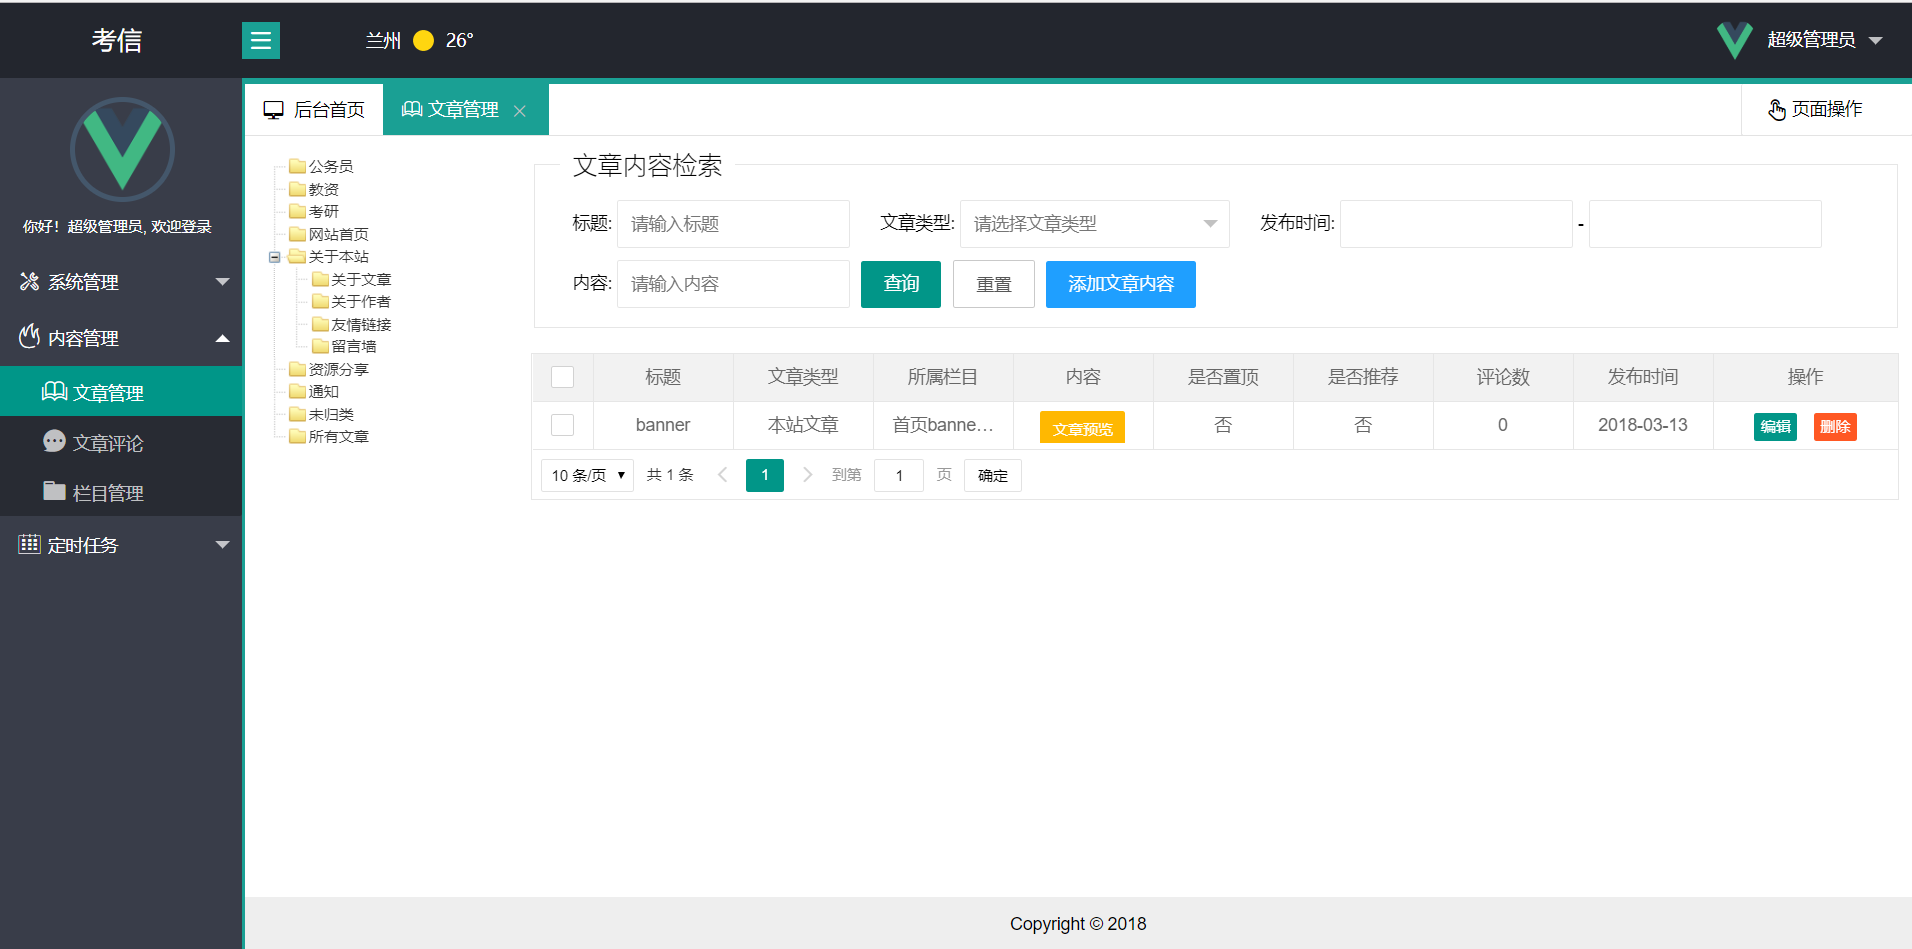 考信
兰州 26°
超级管理员
后台首页
文章管理
页面操作
你好！超级管理员, 欢迎登录
系统管理
内容管理
文章管理
文章评论
栏目管理
定时任务
公务员
教资
考研
网站首页
关于本站
关于文章
关于作者
友情链接
留言墙
资源分享
通知
未归类
所有文章
文章内容检索
标题: 请输入标题 文章类型: 请选择文章类型 发布时间: -
内容: 请输入内容 查询 重置 添加文章内容
标题 文章类型 所属栏目 内容 是否置顶 是否推荐 评论数 发布时间 操作
banner 本站文章 首页banne... 文章预览 否 否 0 2018-03-13 编辑 删除
10 条/页 共 1 条 1 到第 1 页 确定
Copyright © 2018